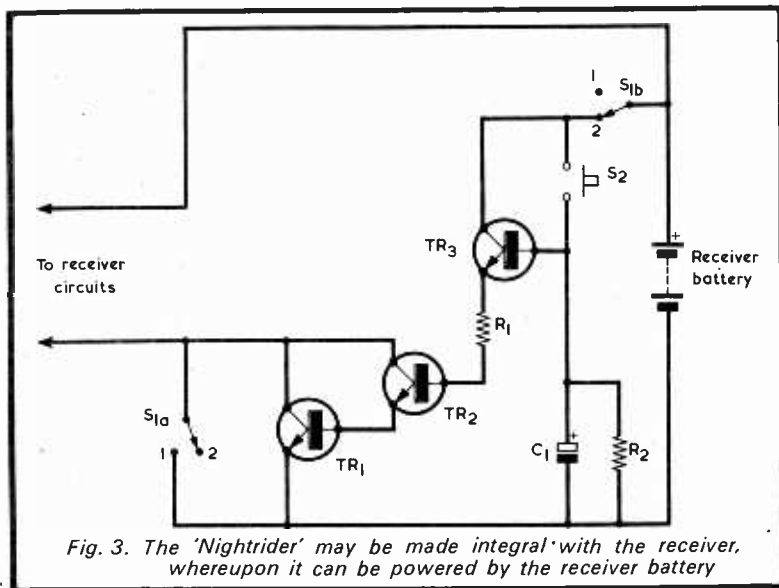 1
S1b
2
S2
+
TR3
Receiver
battery
To receiver
circuits
R1
TR2
S1a
1
2
TR1
+
C1
R2
Fig. 3. The 'Nightrider' may be made integral with the receiver,
whereupon it can be powered by the receiver battery